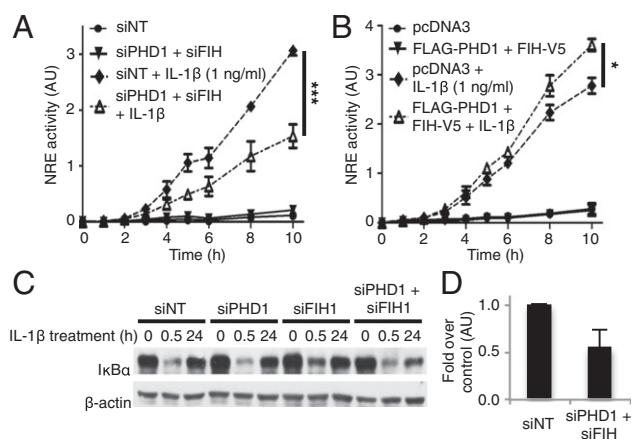 A
siNT
siPHD1 + siFIH
siNT + IL-1β (1 ng/ml)
siPHD1 + siFIH
+ IL-1β
***
NRE activity (AU)
3
2
1
0
0 2 4 6 8 10
Time (h)
B
pcDNA3
FLAG-PHD1 + FIH-V5
pcDNA3 +
IL-1β (1 ng/ml)
FLAG-PHD1 +
FIH-V5 + IL-1β
*
NRE activity (AU)
4
3
2
1
0
0 2 4 6 8 10
Time (h)
C
siNT siPHD1 siFIH1 siPHD1 +
siFIH1
IL-1β treatment (h) 0 0.5 24 0 0.5 24 0 0.5 24 0 0.5 24
IκBα
β-actin
D
Fold over
control (AU)
1.0
0.5
0.0
siNT siPHD1 +
siFIH